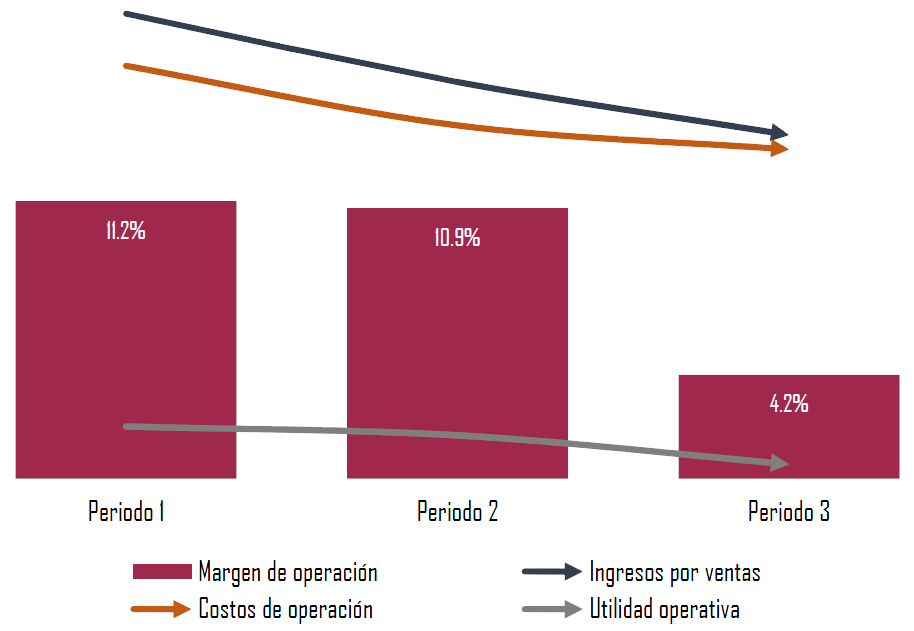 11.2%
10.9%
4.2%
Periodo 1
Periodo 2
Periodo 3
Margen de operación
Ingresos por ventas
Costos de operación
Utilidad operativa